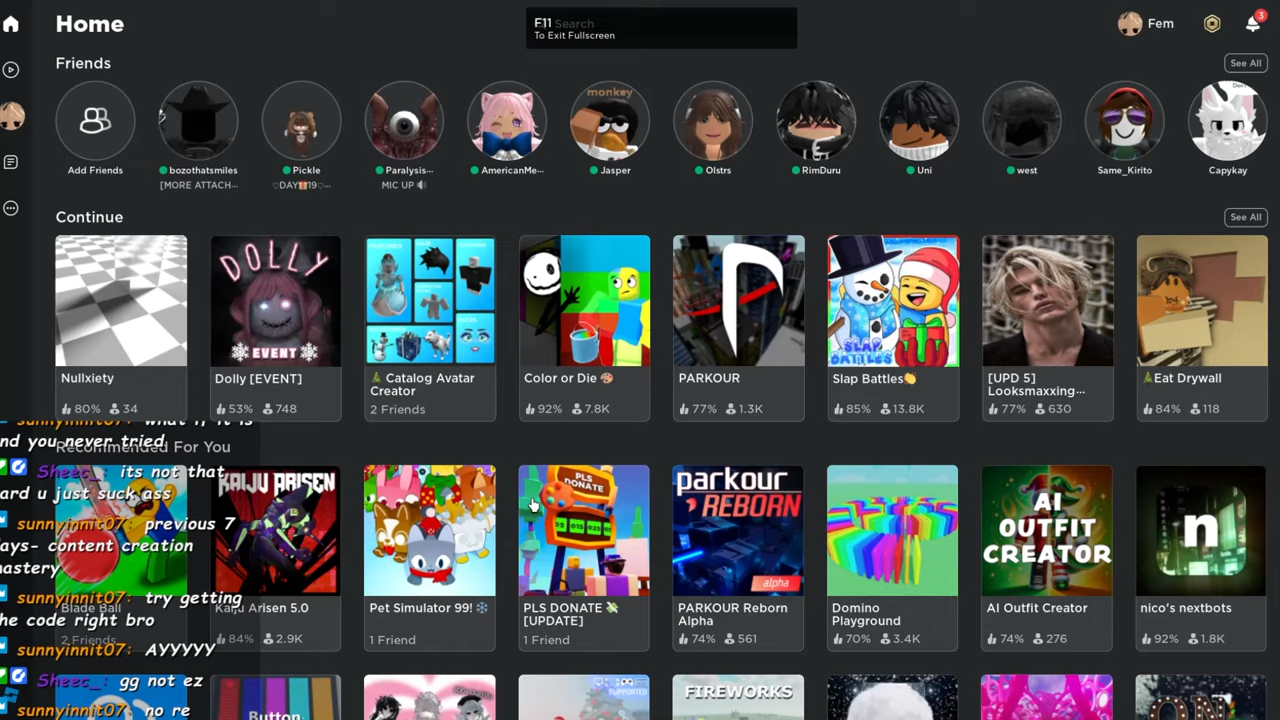 Home
F11 Search
To Exit Fullscreen
Fem
3
Friends
See All
monkey
Add Friends
bozothatsmiles
[MORE ATTACH...
Pickle
Paralysis...
MIC UP
AmericanMe...
Jasper
Olstrs
RimDuru
Uni
west
Same_Kirito
Capykay
Continue
See All
DOLLY
EVENT
SLAP
BATTLES
Nullxiety
80% 34
Dolly [EVENT]
53% 748
Catalog Avatar
Creator
2 Friends
Color or Die
92% 7.8K
PARKOUR
77% 1.3K
Slap Battles
85% 13.8K
[UPD 5]
Looksmaxxing...
77% 630
Eat Drywall
84% 118
Recommended For You
sunnyinnit07: what if it is
nd you never tried
Sheec_: its not that
ard u just suck ass
sunnyinnit07: previous 7
days- content creation
mastery
sunnyinnit07: try getting
he code right bro
sunnyinnit07: AYYYYY
Sheec_: gg not ez
sunnyinnit07: no re
KAIJU ARISEN
PLS
DONATE
parkour
REBORN
alpha
AI
OUTFIT
CREATOR
n
Blade Ball
2 Friends
Kaiju Arisen 5.0
84% 2.9K
Pet Simulator 99!
1 Friend
PLS DONATE
[UPDATE]
1 Friend
PARKOUR Reborn
Alpha
74% 561
Domino
Playground
70% 3.4K
AI Outfit Creator
74% 276
nico's nextbots
92% 1.8K
Button
SUPPORTED
FIREWORKS